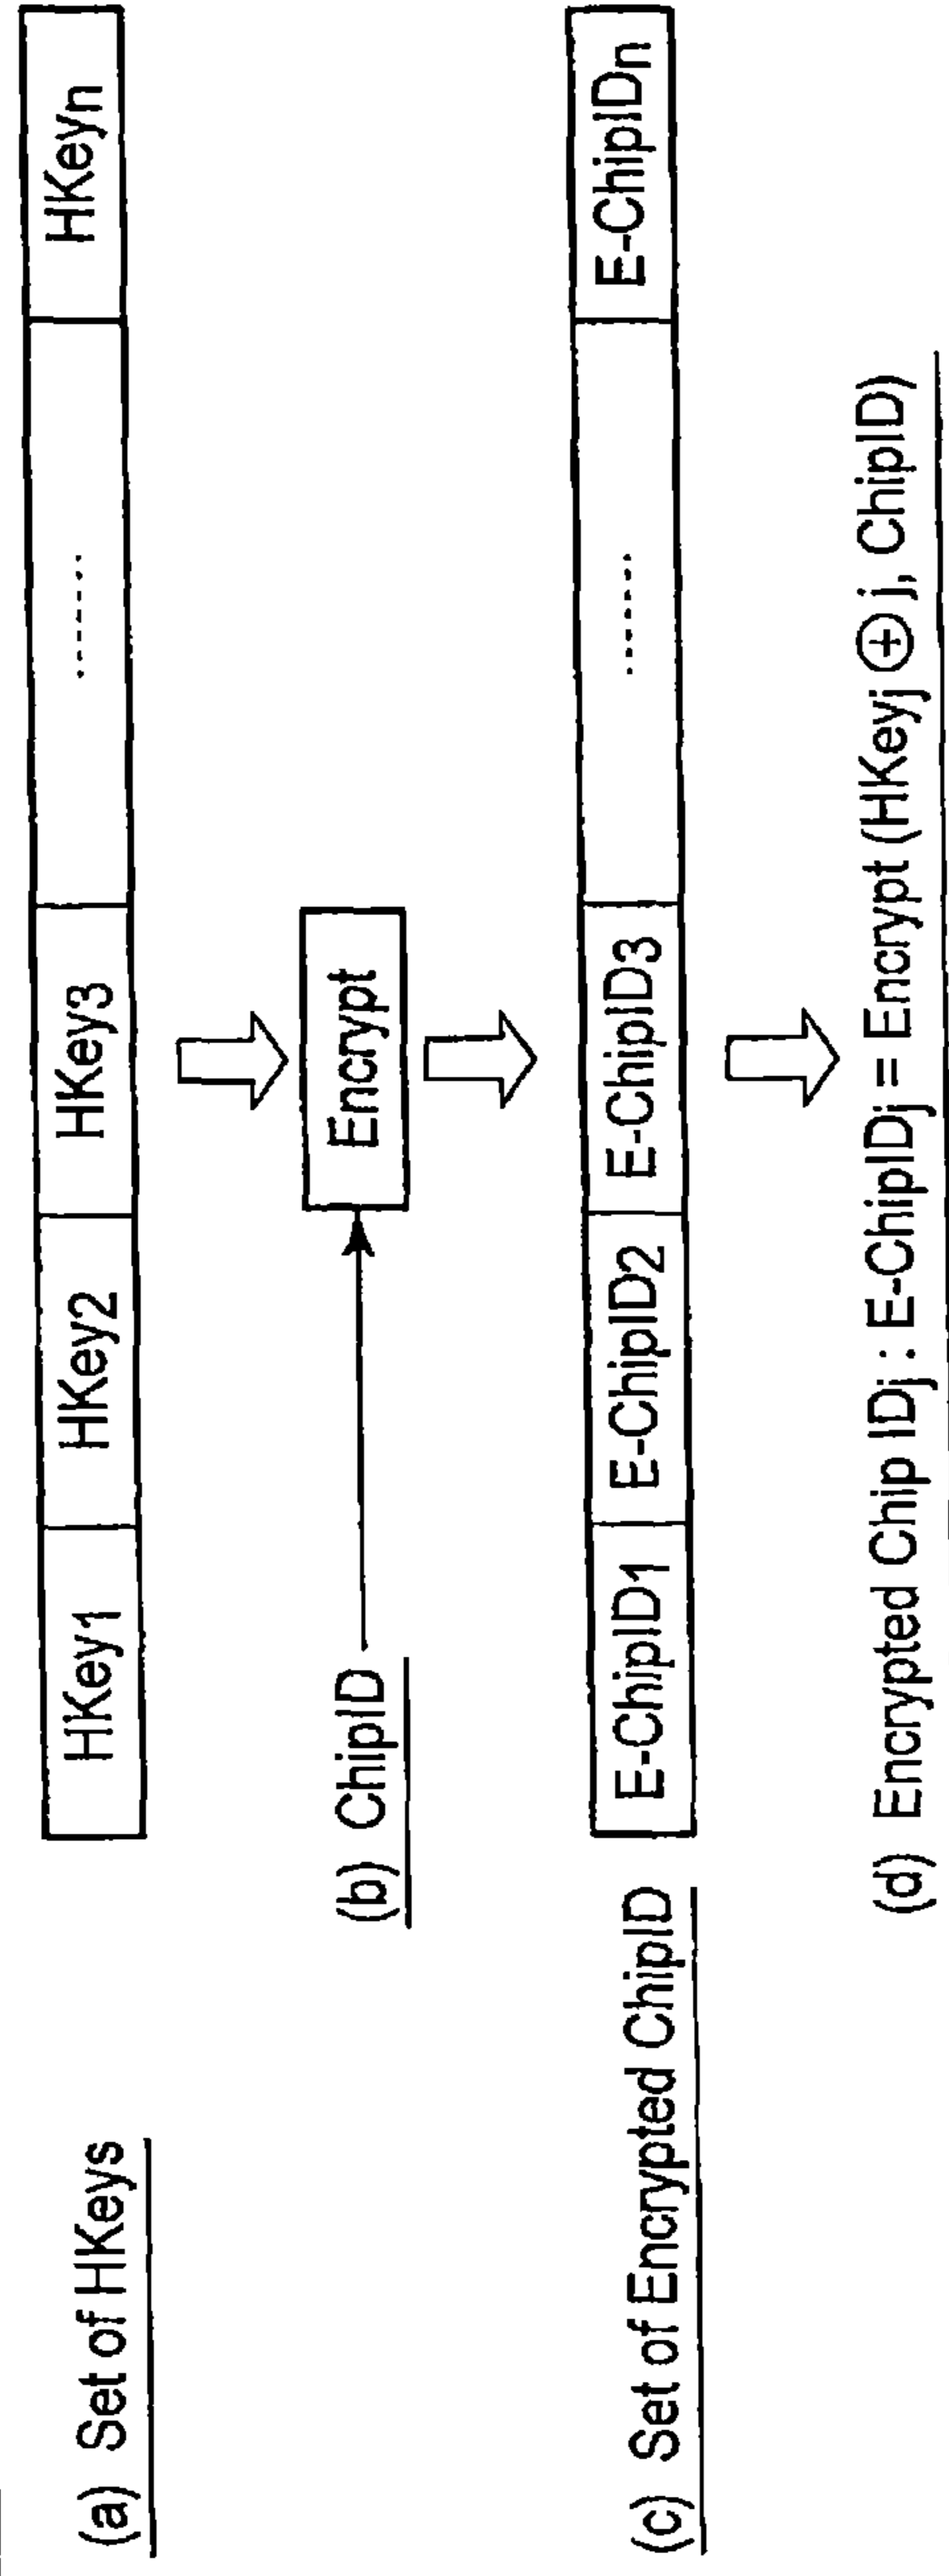 (a) Set of HKeys
HKey1 HKey2 HKey3 ....... HKeyn
(b) ChipID
Encrypt
(c) Set of Encrypted ChipID
E-ChipID1 E-ChipID2 E-ChipID3 ....... E-ChipIDn
(d) Encrypted Chip IDj : E-ChipIDj = Encrypt (HKeyj ⊕ j, ChipID)